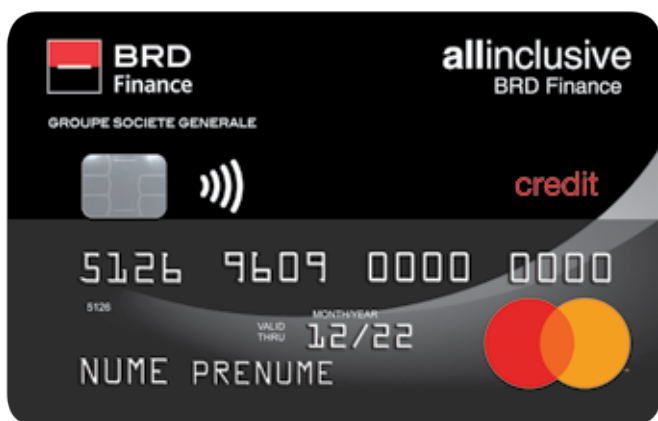 BRD
Finance
GROUPE SOCIETE GENERALE
allinclusive
BRD Finance
credit
5126 9609 0000 0000
5126
MONTH/YEAR
VALID THRU 12/22
NUME PRENUME